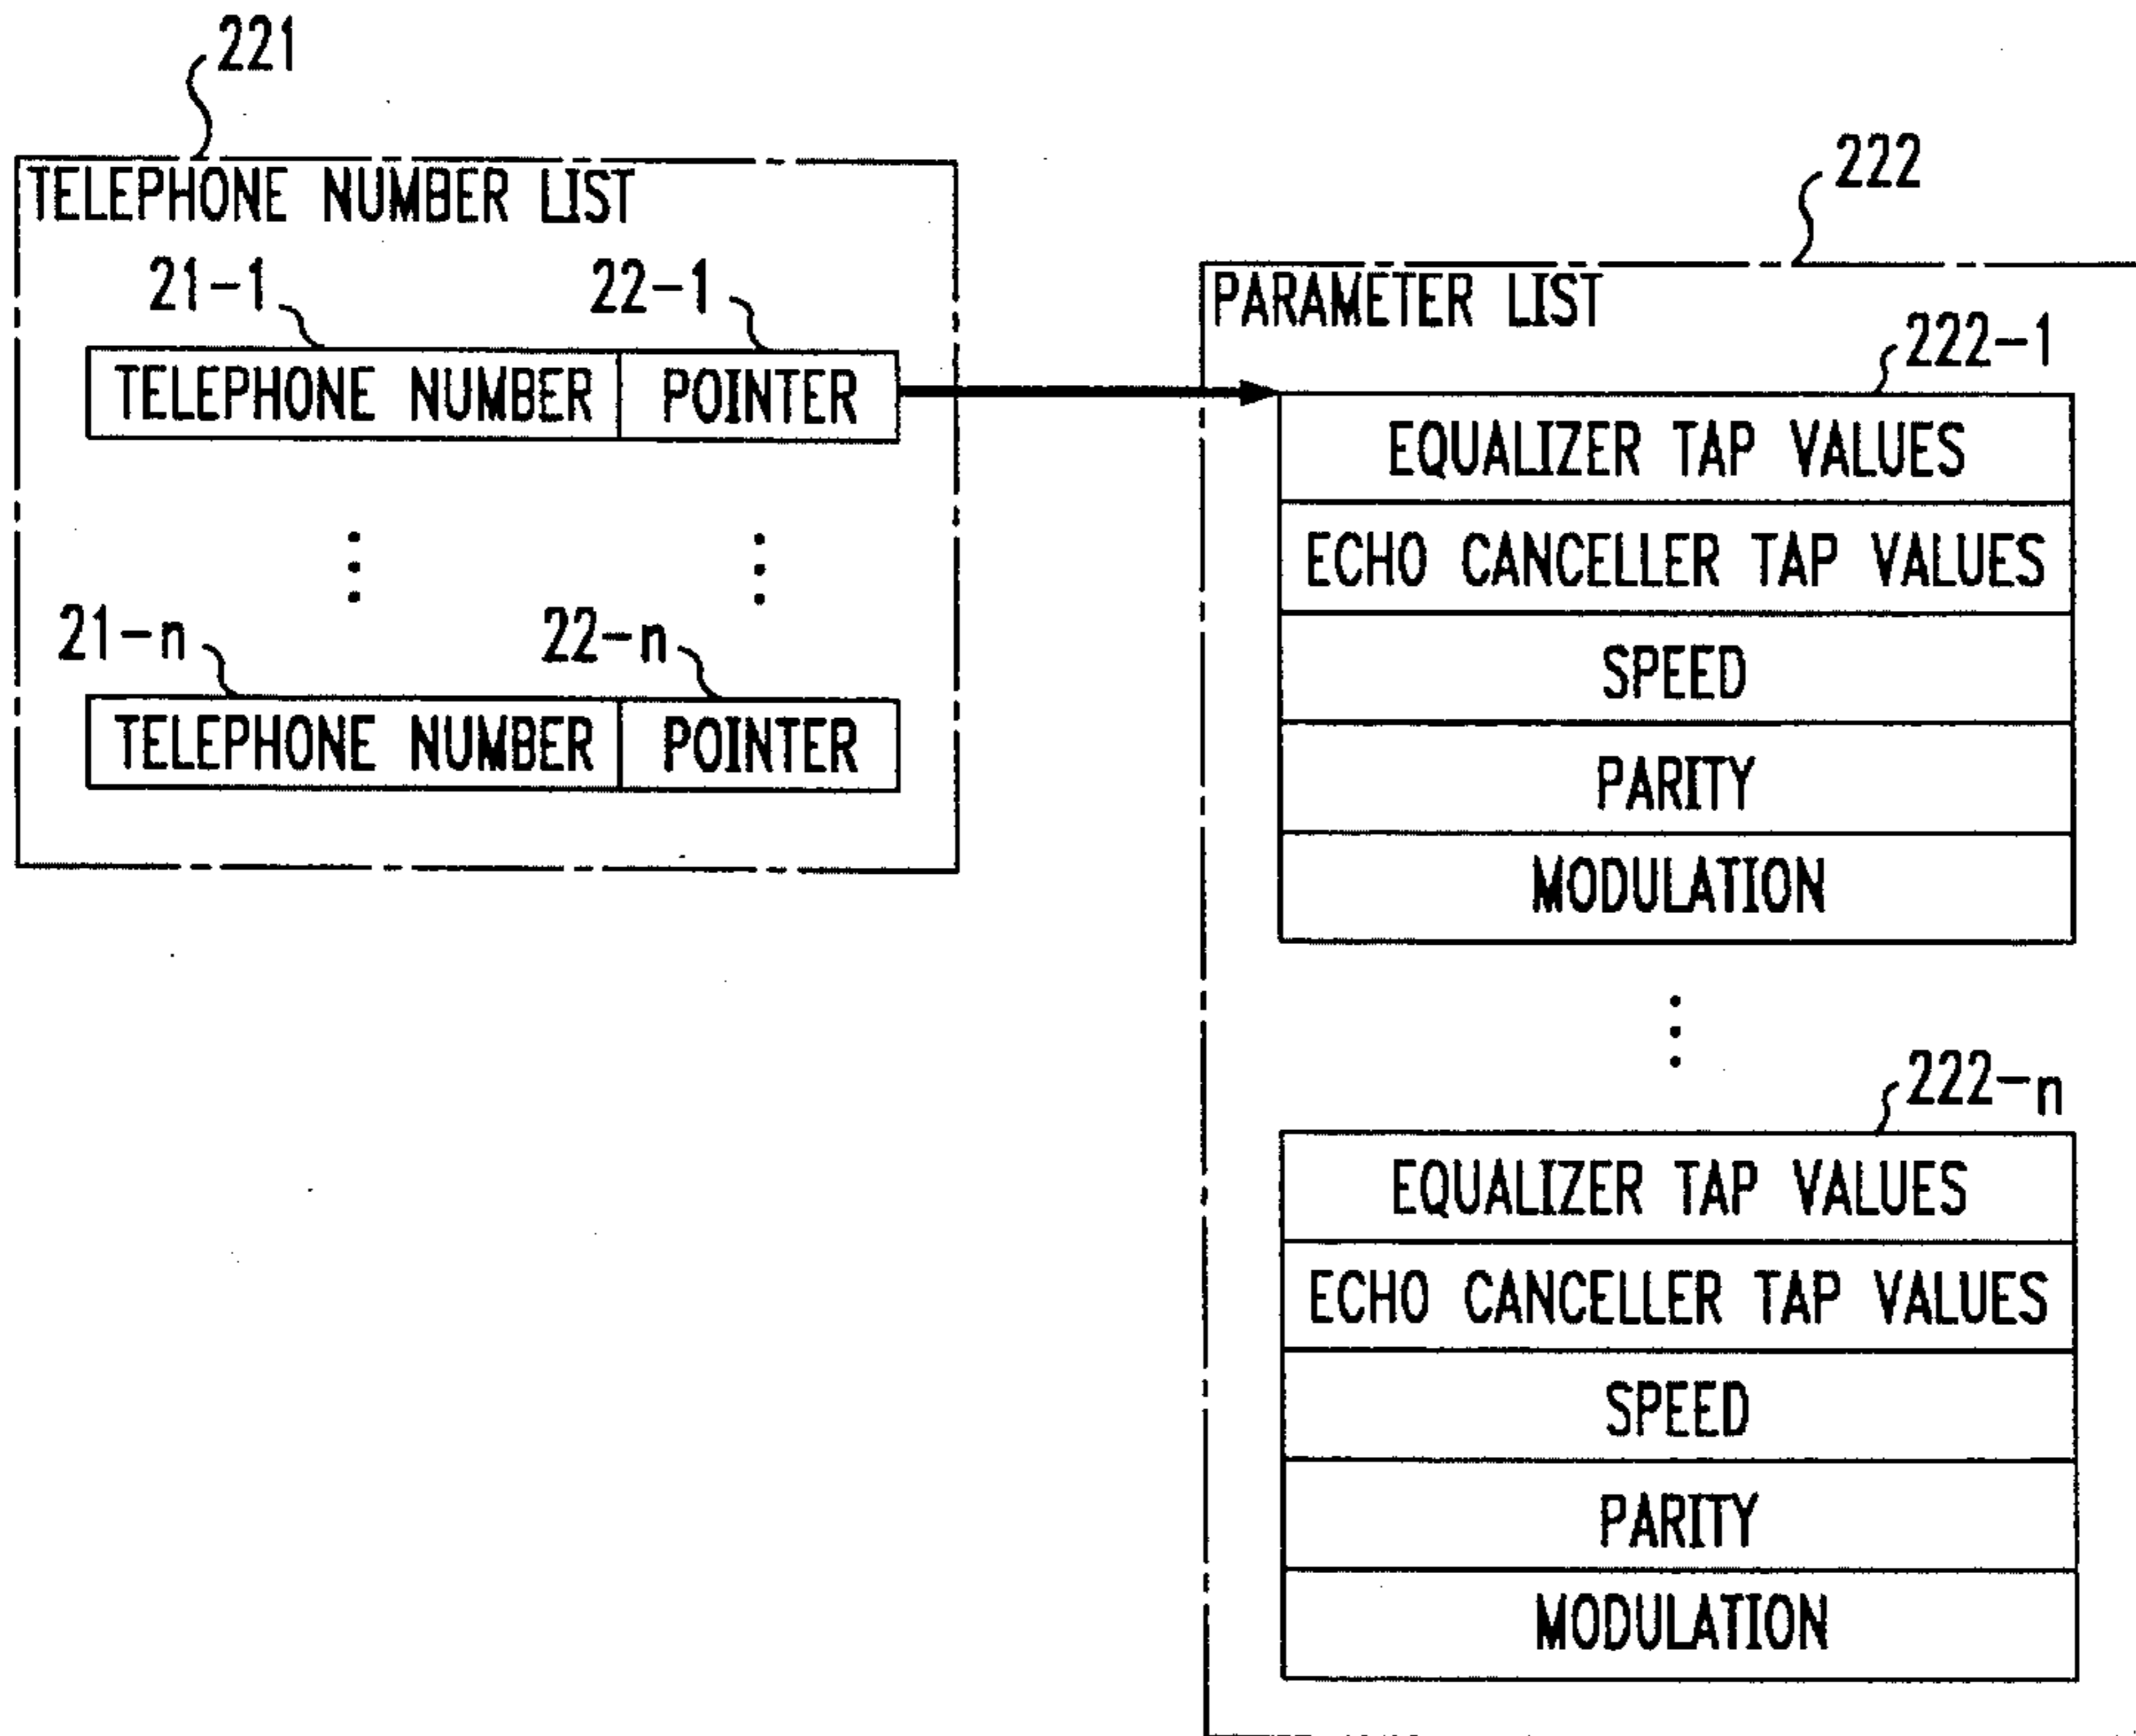 221
TELEPHONE NUMBER LIST
21-1
22-1
TELEPHONE NUMBER
POINTER
21-n
22-n
TELEPHONE NUMBER
POINTER
222
PARAMETER LIST
222-1
EQUALIZER TAP VALUES
ECHO CANCELLER TAP VALUES
SPEED
PARITY
MODULATION
222-n
EQUALIZER TAP VALUES
ECHO CANCELLER TAP VALUES
SPEED
PARITY
MODULATION